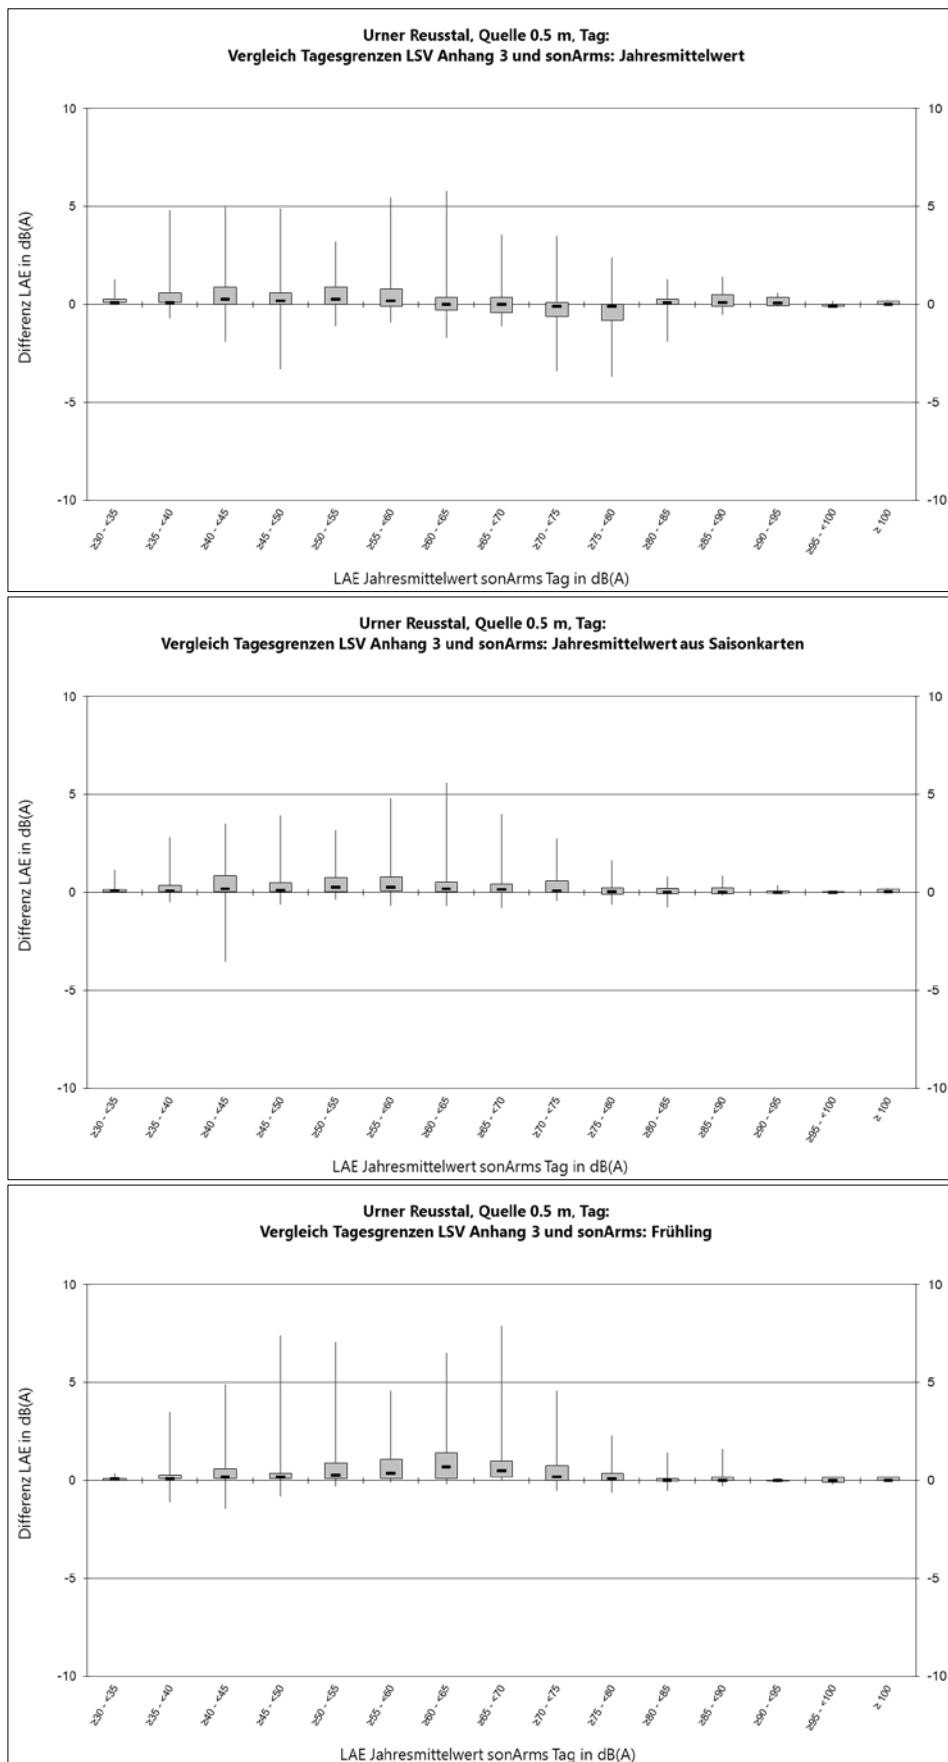 Urner Reusstal, Quelle 0.5 m, Tag:
Vergleich Tagesgrenzen LSV Anhang 3 und sonArms: Jahresmittelwert
10 10
5 5
0 0
-5 -5
-10 -10
Differenz LAE in dB(A)
≥30 - <35 ≥35 - <40 ≥40 - <45 ≥45 - <50 ≥50 - <55 ≥55 - <60 ≥60 - <65 ≥65 - <70 ≥70 - <75 ≥75 - <80 ≥80 - <85 ≥85 - <90 ≥90 - <95 ≥95 - <100 ≥ 100
LAE Jahresmittelwert sonArms Tag in dB(A)
Urner Reusstal, Quelle 0.5 m, Tag:
Vergleich Tagesgrenzen LSV Anhang 3 und sonArms: Jahresmittelwert aus Saisonkarten
10 10
5 5
0 0
-5 -5
-10 -10
Differenz LAE in dB(A)
≥30 - <35 ≥35 - <40 ≥40 - <45 ≥45 - <50 ≥50 - <55 ≥55 - <60 ≥60 - <65 ≥65 - <70 ≥70 - <75 ≥75 - <80 ≥80 - <85 ≥85 - <90 ≥90 - <95 ≥95 - <100 ≥ 100
LAE Jahresmittelwert sonArms Tag in dB(A)
Urner Reusstal, Quelle 0.5 m, Tag:
Vergleich Tagesgrenzen LSV Anhang 3 und sonArms: Frühling
10 10
5 5
0 0
-5 -5
-10 -10
Differenz LAE in dB(A)
≥30 - <35 ≥35 - <40 ≥40 - <45 ≥45 - <50 ≥50 - <55 ≥55 - <60 ≥60 - <65 ≥65 - <70 ≥70 - <75 ≥75 - <80 ≥80 - <85 ≥85 - <90 ≥90 - <95 ≥95 - <100 ≥ 100
LAE Jahresmittelwert sonArms Tag in dB(A)